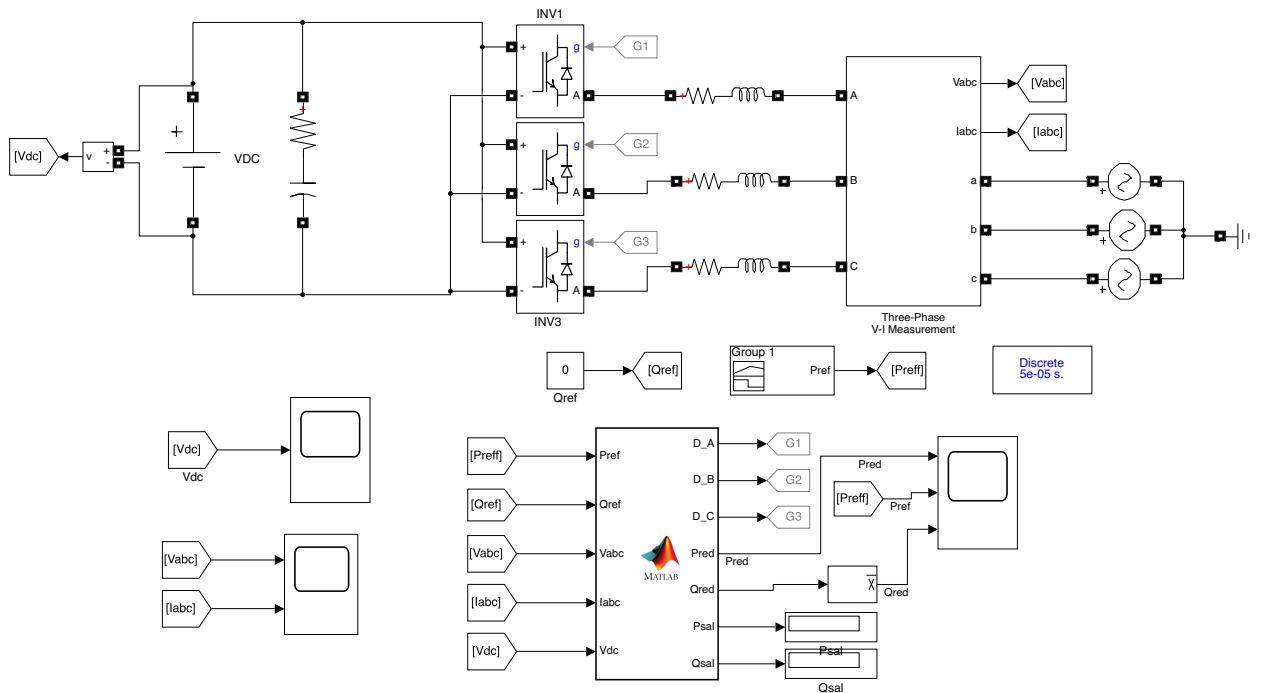 INV1
+
g
G1
-
A
+
g
G2
-
A
+
g
G3
-
A
INV3
[Vdc]
v
+
-
+
VDC
+
+
+
+
A
B
C
Vabc
Iabc
a
b
c
[Vabc]
[Iabc]
+
+
+
Three-Phase
V-I Measurement
0
Qref
[Qref]
Group 1
Pref
[Preff]
Discrete
5e-05 s.
[Vdc]
Vdc
[Vabc]
[Iabc]
[Preff]
[Qref]
[Vabc]
[Iabc]
[Vdc]
Pref
Qref
Vabc
Iabc
Vdc
MATLAB
D_A
D_B
D_C
Pred
Qred
Psal
Qsal
G1
G2
G3
Pred
Pred
[Preff]
Pref
x
Qred
Psal
Qsal